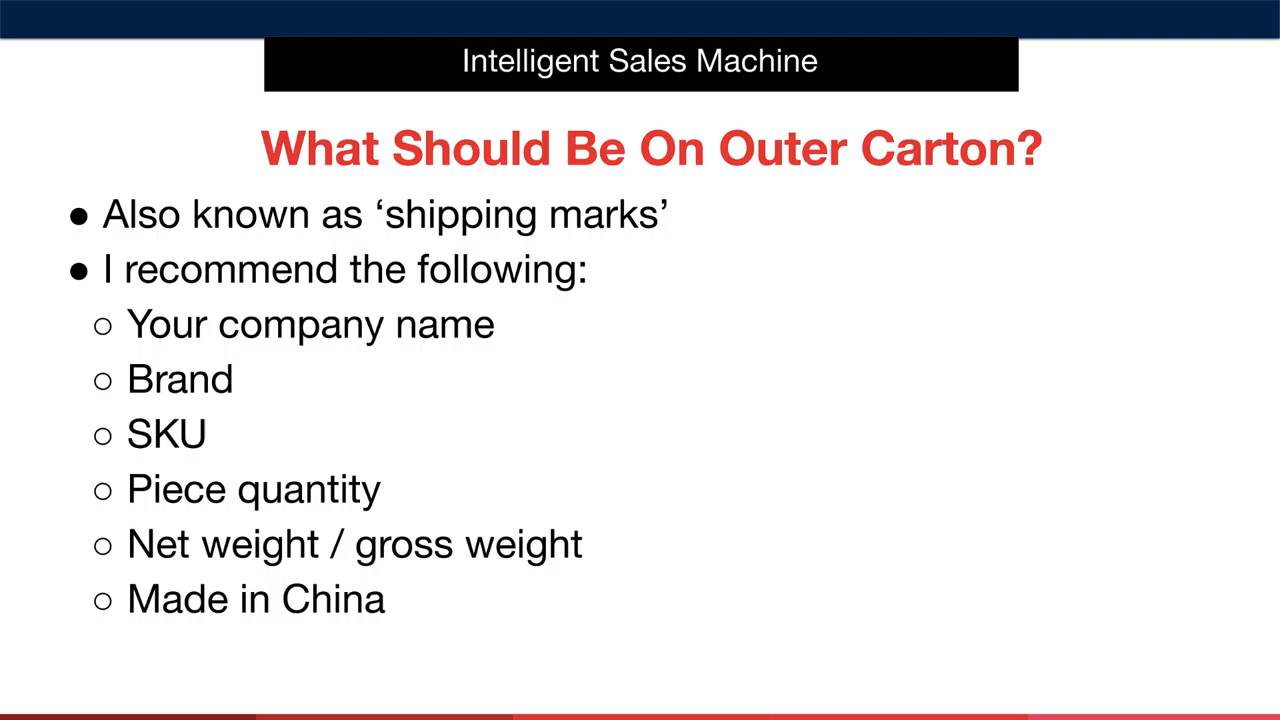 Intelligent Sales Machine
What Should Be On Outer Carton?
● Also known as ‘shipping marks’
● I recommend the following:
○ Your company name
○ Brand
○ SKU
○ Piece quantity
○ Net weight / gross weight
○ Made in China